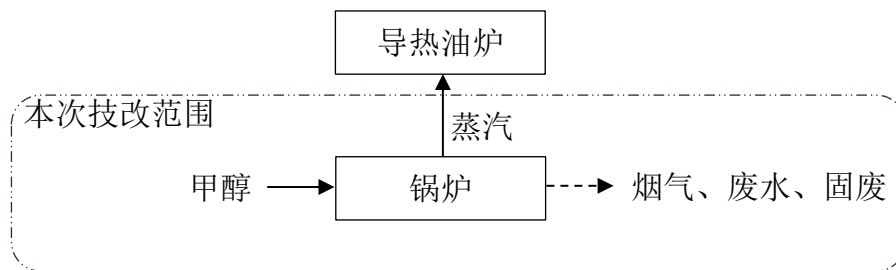 导热油炉
本次技改范围
蒸汽
甲醇
锅炉
烟气、废水、固废